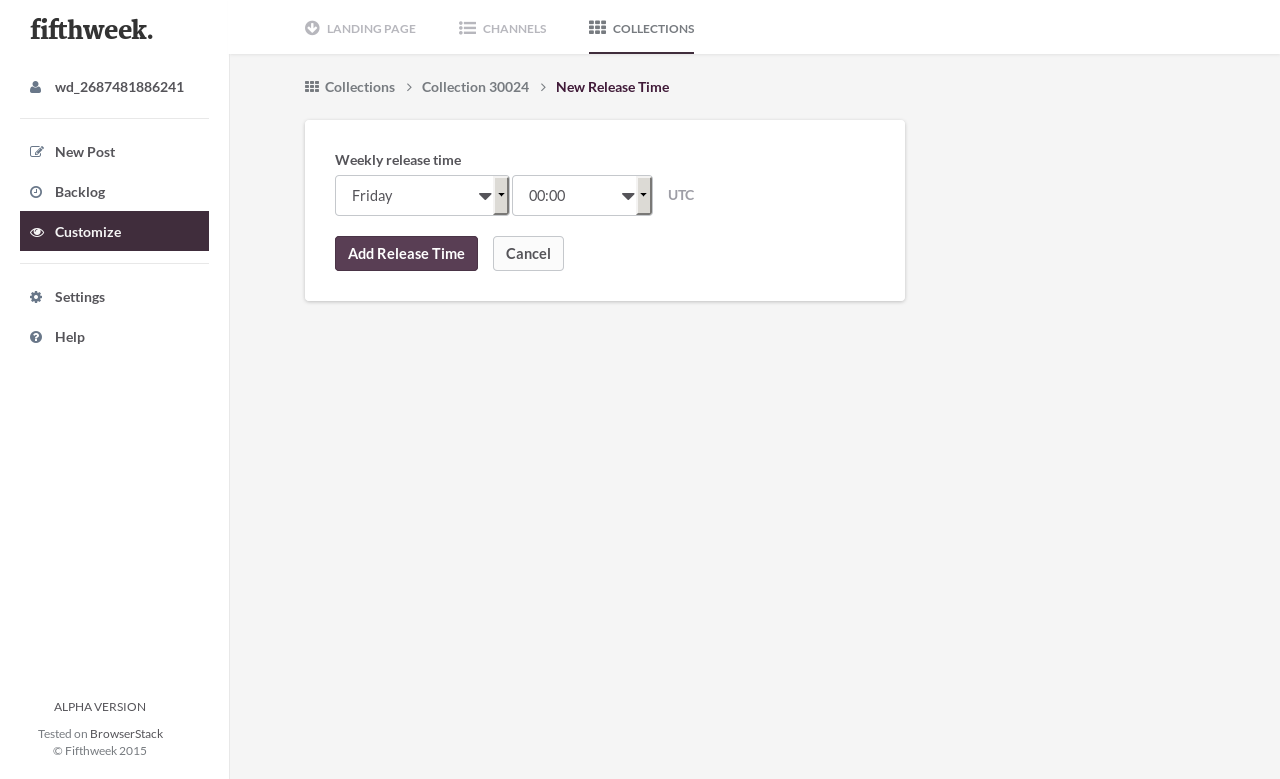 fifthweek.
LANDING PAGE
CHANNELS
COLLECTIONS
wd_2687481886241
New Post
Backlog
Customize
Settings
Help
Collections > Collection 30024 > New Release Time
Weekly release time
Friday 00:00 UTC
Add Release Time
Cancel
ALPHA VERSION
Tested on BrowserStack
© Fifthweek 2015